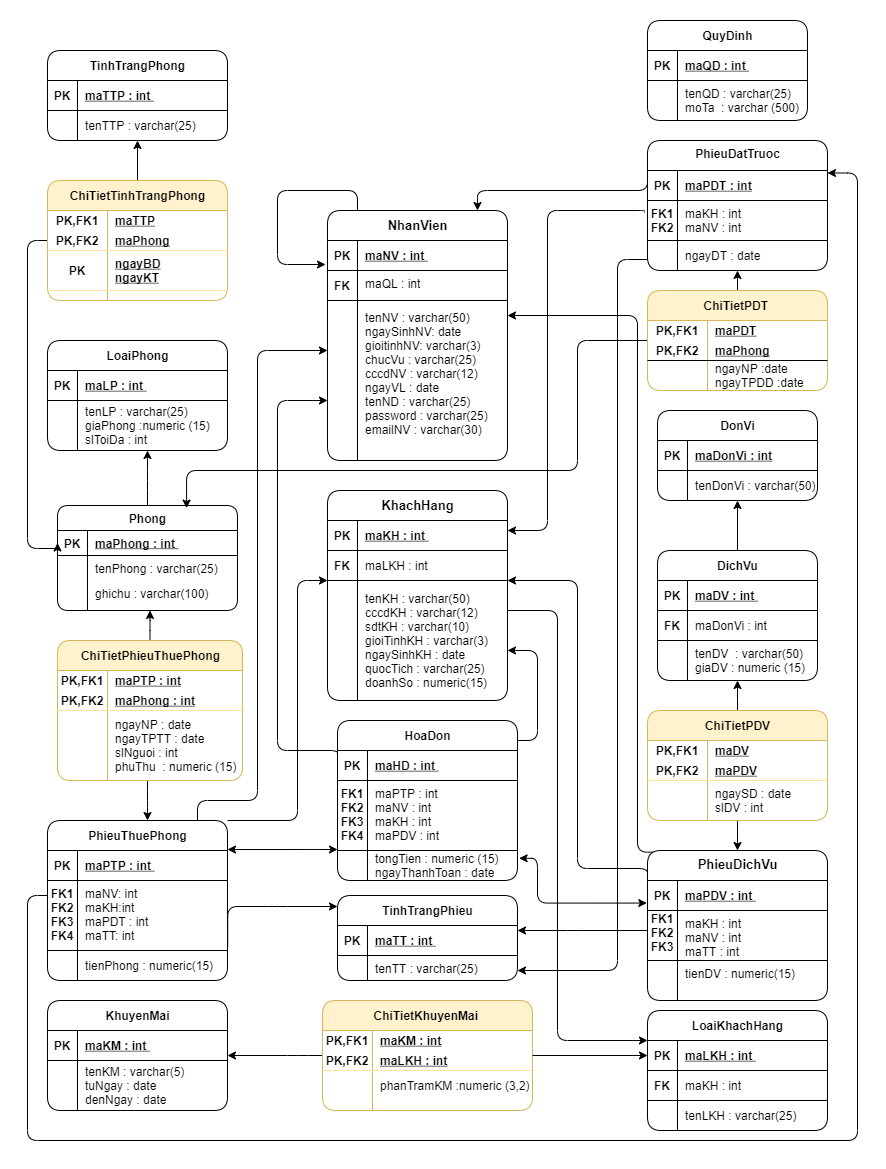 TinhTrangPhong
PK maTTP : int
tenTTP : varchar(25)
QuyDinh
PK maQD : int
tenQD : varchar(25)
moTa : varchar (500)
ChiTietTinhTrangPhong
PK,FK1 maTTP
PK,FK2 maPhong
PK ngayBD
ngayKT
NhanVien
PK maNV : int
FK maQL : int
tenNV : varchar(50)
ngaySinhNV: date
gioitinhNV: varchar(3)
chucVu : varchar(25)
cccdNV : varchar(12)
ngayVL : date
tenND : varchar(25)
password : varchar(25)
emailNV : varchar(30)
PhieuDatTruoc
PK maPDT : int
FK1 maKH : int
FK2 maNV : int
ngayDT : date
ChiTietPDT
PK,FK1 maPDT
PK,FK2 maPhong
ngayNP :date
ngayTPDD :date
LoaiPhong
PK maLP : int
tenLP : varchar(25)
giaPhong :numeric (15)
slToiDa : int
DonVi
PK maDonVi : int
tenDonVi : varchar(50)
Phong
PK maPhong : int
tenPhong : varchar(25)
ghichu : varchar(100)
KhachHang
PK maKH : int
FK maLKH : int
tenKH : varchar(50)
cccdKH : varchar(12)
sdtKH : varchar(10)
gioiTinhKH : varchar(3)
ngaySinhKH : date
quocTich : varchar(25)
doanhSo : numeric(15)
DichVu
PK maDV : int
FK maDonVi : int
tenDV : varchar(50)
giaDV : numeric (15)
ChiTietPhieuThuePhong
PK,FK1 maPTP : int
PK,FK2 maPhong : int
ngayNP : date
ngayTPTT : date
slNguoi : int
phuThu : numeric (15)
HoaDon
PK maHD : int
FK1 maPTP : int
FK2 maNV : int
FK3 maKH : int
FK4 maPDV : int
tongTien : numeric (15)
ngayThanhToan : date
ChiTietPDV
PK,FK1 maDV
PK,FK2 maPDV
ngaySD : date
slDV : int
PhieuThuePhong
PK maPTP : int
FK1 maNV: int
FK2 maKH:int
FK3 maPDT : int
FK4 maTT: int
tienPhong : numeric(15)
TinhTrangPhieu
PK maTT : int
tenTT : varchar(25)
PhieuDichVu
PK maPDV : int
FK1 maKH : int
FK2 maNV : int
FK3 maTT : int
tienDV : numeric(15)
KhuyenMai
PK maKM : int
tenKM : varchar(5)
tuNgay : date
denNgay : date
ChiTietKhuyenMai
PK,FK1 maKM : int
PK,FK2 maLKH : int
phanTramKM :numeric (3,2)
LoaiKhachHang
PK maLKH : int
FK maKH : int
tenLKH : varchar(25)